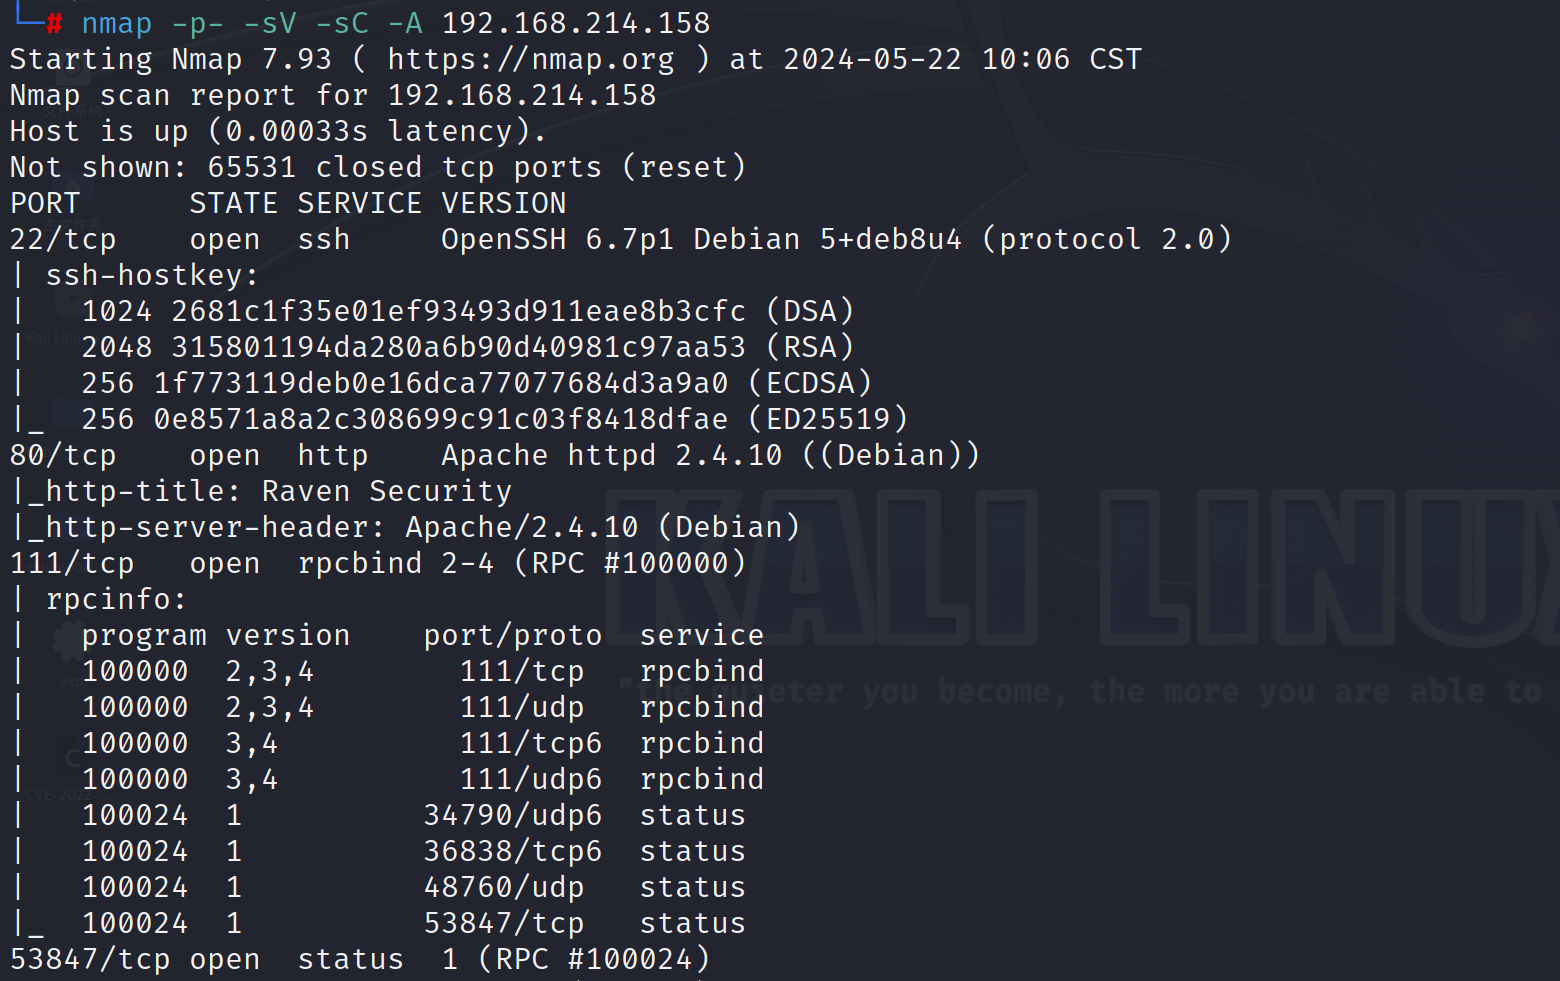 └─# nmap -p- -sV -sC -A 192.168.214.158
Starting Nmap 7.93 ( https://nmap.org ) at 2024-05-22 10:06 CST
Nmap scan report for 192.168.214.158
Host is up (0.00033s latency).
Not shown: 65531 closed tcp ports (reset)
PORT      STATE SERVICE VERSION
22/tcp    open  ssh     OpenSSH 6.7p1 Debian 5+deb8u4 (protocol 2.0)
| ssh-hostkey:
|   1024 2681c1f35e01ef93493d911eae8b3cfc (DSA)
|   2048 315801194da280a6b90d40981c97aa53 (RSA)
|   256 1f773119deb0e16dca77077684d3a9a0 (ECDSA)
|_  256 0e8571a8a2c308699c91c03f8418dfae (ED25519)
80/tcp    open  http    Apache httpd 2.4.10 ((Debian))
|_http-title: Raven Security
|_http-server-header: Apache/2.4.10 (Debian)
111/tcp   open  rpcbind 2-4 (RPC #100000)
| rpcinfo:
|   program version    port/proto  service
|   100000  2,3,4        111/tcp   rpcbind
|   100000  2,3,4        111/udp   rpcbind
|   100000  3,4          111/tcp6  rpcbind
|   100000  3,4          111/udp6  rpcbind
|   100024  1          34790/udp6  status
|   100024  1          36838/tcp6  status
|   100024  1          48760/udp   status
|_  100024  1          53847/tcp   status
53847/tcp open  status  1 (RPC #100024)
KALI LINUX
"the quieter you become, the more you are able to